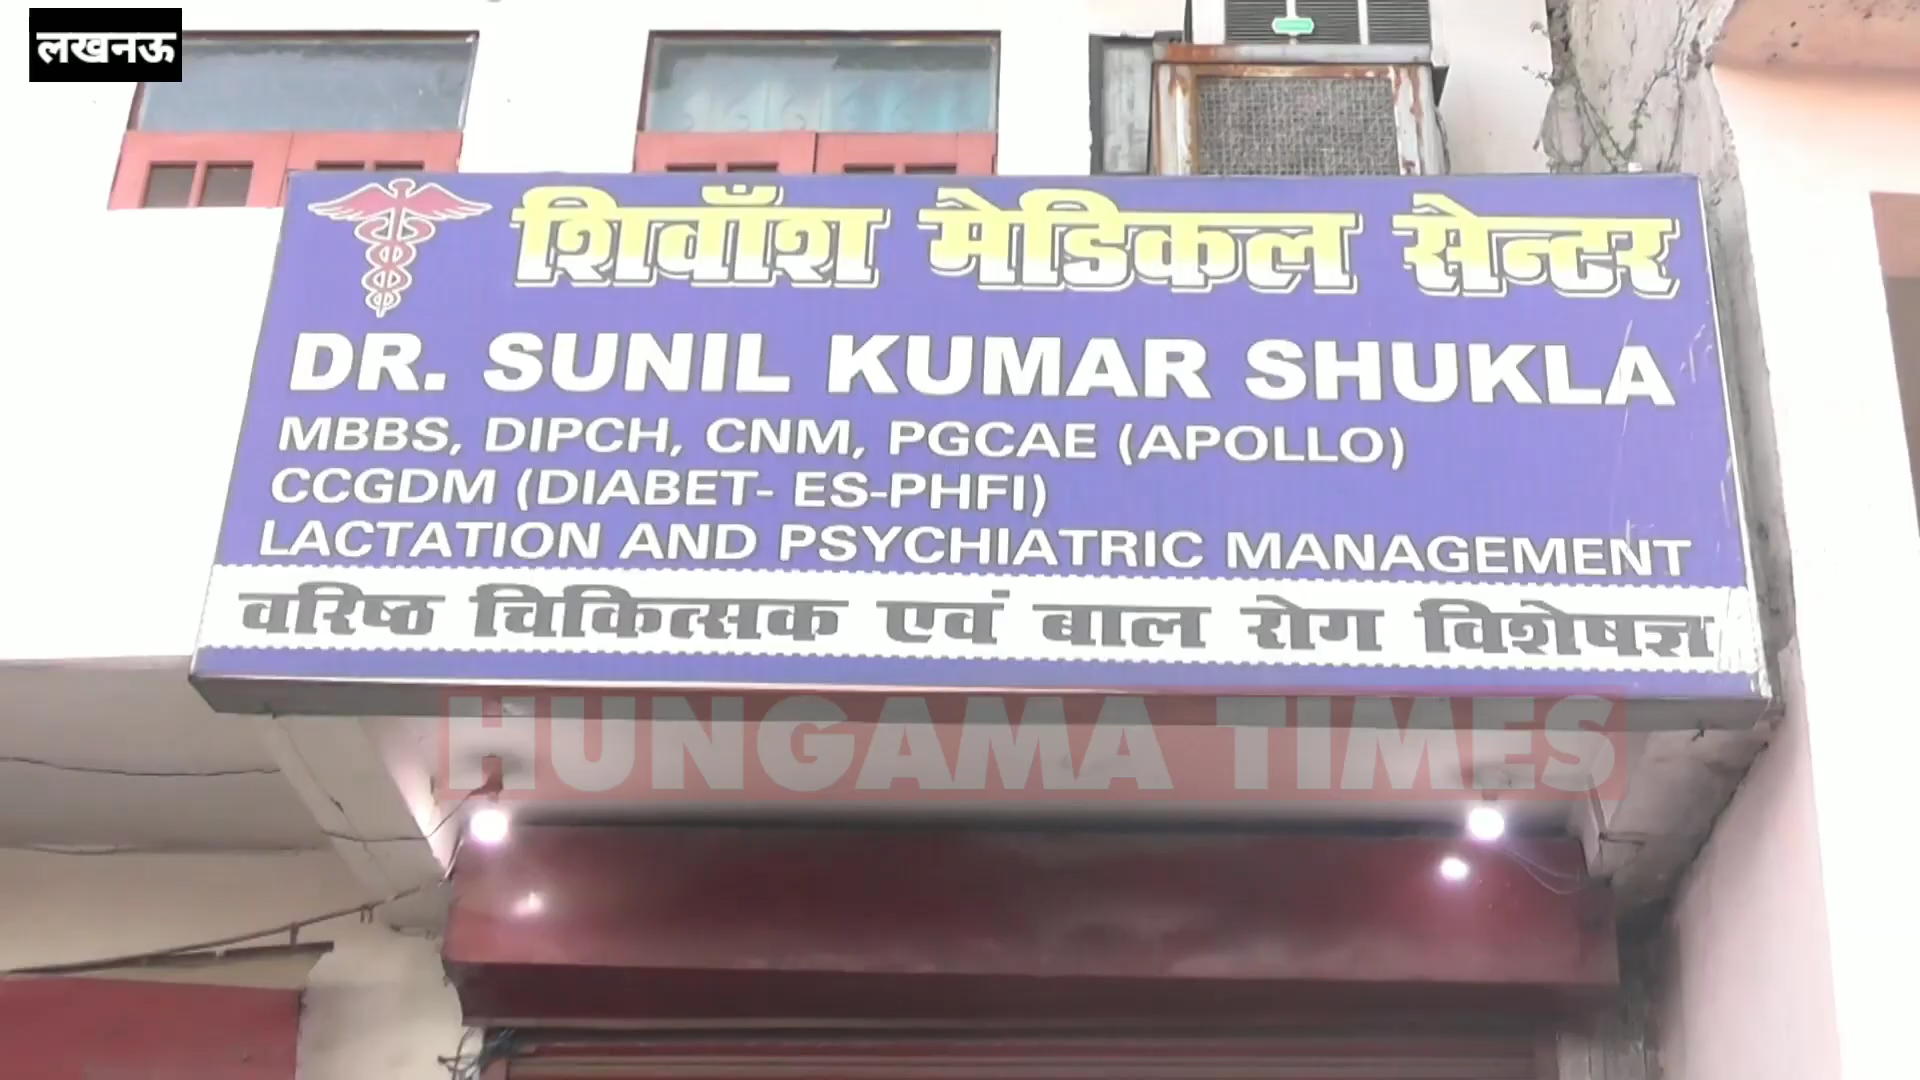 लखनऊ
शिवाँश मेडिकल सेन्टर
DR. SUNIL KUMAR SHUKLA
MBBS, DIPCH, CNM, PGCAE (APOLLO)
CCGDM (DIABET- ES-PHFI)
LACTATION AND PSYCHIATRIC MANAGEMENT
वरिष्ठ चिकित्सक एवं बाल रोग विशेषज्ञ
HUNGAMA TIMES